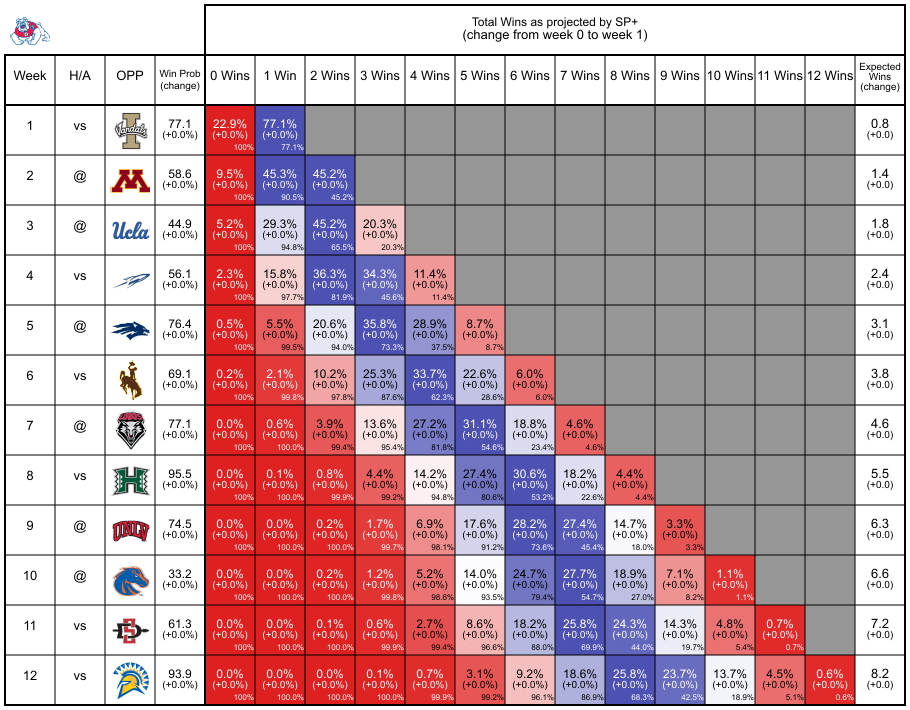 Total Wins as projected by SP+
(change from week 0 to week 1)
Week H/A OPP Win Prob (change) 0 Wins 1 Win 2 Wins 3 Wins 4 Wins 5 Wins 6 Wins 7 Wins 8 Wins 9 Wins 10 Wins 11 Wins 12 Wins Expected Wins (change)
1 vs I Vandals 77.1 22.9% 77.1% 0.8
(+0.0%) (+0.0%) (+0.0%) (+0.0)
100% 77.1%
2 @ M 58.6 9.5% 45.3% 45.2% 1.4
(+0.0%) (+0.0%) (+0.0%) (+0.0%) (+0.0)
100% 90.5% 45.2%
3 @ Ucla 44.9 5.2% 29.3% 45.2% 20.3% 1.8
(+0.0%) (+0.0%) (+0.0%) (+0.0%) (+0.0%) (+0.0)
100% 94.8% 65.5% 20.3%
4 vs 56.1 2.3% 15.8% 36.3% 34.3% 11.4% 2.4
(+0.0%) (+0.0%) (+0.0%) (+0.0%) (+0.0%) (+0.0%) (+0.0)
100% 97.7% 81.9% 45.6% 11.4%
5 @ 76.4 0.5% 5.5% 20.6% 35.8% 28.9% 8.7% 3.1
(+0.0%) (+0.0%) (+0.0%) (+0.0%) (+0.0%) (+0.0%) (+0.0%) (+0.0)
100% 99.5% 94.0% 73.3% 37.5% 8.7%
6 vs 69.1 0.2% 2.1% 10.2% 25.3% 33.7% 22.6% 6.0% 3.8
(+0.0%) (+0.0%) (+0.0%) (+0.0%) (+0.0%) (+0.0%) (+0.0%) (+0.0%) (+0.0)
100% 99.8% 97.8% 87.6% 62.3% 28.6% 6.0%
7 @ LOBOS 77.1 0.0% 0.6% 3.9% 13.6% 27.2% 31.1% 18.8% 4.6% 4.6
(+0.0%) (+0.0%) (+0.0%) (+0.0%) (+0.0%) (+0.0%) (+0.0%) (+0.0%) (+0.0%) (+0.0)
100% 100.0% 99.4% 95.4% 81.8% 54.6% 23.4% 4.6%
8 vs H 95.5 0.0% 0.1% 0.8% 4.4% 14.2% 27.4% 30.6% 18.2% 4.4% 5.5
(+0.0%) (+0.0%) (+0.0%) (+0.0%) (+0.0%) (+0.0%) (+0.0%) (+0.0%) (+0.0%) (+0.0%) (+0.0)
100% 100.0% 99.9% 99.2% 94.8% 80.6% 53.2% 22.6% 4.4%
9 @ UNLV 74.5 0.0% 0.0% 0.2% 1.7% 6.9% 17.6% 28.2% 27.4% 14.7% 3.3% 6.3
(+0.0%) (+0.0%) (+0.0%) (+0.0%) (+0.0%) (+0.0%) (+0.0%) (+0.0%) (+0.0%) (+0.0%) (+0.0%) (+0.0)
100% 100.0% 100.0% 99.7% 98.1% 91.2% 73.6% 45.4% 18.0% 3.3%
10 @ 33.2 0.0% 0.0% 0.2% 1.2% 5.2% 14.0% 24.7% 27.7% 18.9% 7.1% 1.1% 6.6
(+0.0%) (+0.0%) (+0.0%) (+0.0%) (+0.0%) (+0.0%) (+0.0%) (+0.0%) (+0.0%) (+0.0%) (+0.0%) (+0.0%) (+0.0)
100% 100.0% 100.0% 99.8% 98.6% 93.5% 79.4% 54.7% 27.0% 8.2% 1.1%
11 vs SD 61.3 0.0% 0.0% 0.1% 0.6% 2.7% 8.6% 18.2% 25.8% 24.3% 14.3% 4.8% 0.7% 7.2
(+0.0%) (+0.0%) (+0.0%) (+0.0%) (+0.0%) (+0.0%) (+0.0%) (+0.0%) (+0.0%) (+0.0%) (+0.0%) (+0.0%) (+0.0%) (+0.0)
100% 100.0% 100.0% 99.9% 99.4% 96.6% 88.0% 69.9% 44.0% 19.7% 5.4% 0.7%
12 vs 93.9 0.0% 0.0% 0.0% 0.1% 0.7% 3.1% 9.2% 18.6% 25.8% 23.7% 13.7% 4.5% 0.6% 8.2
(+0.0%) (+0.0%) (+0.0%) (+0.0%) (+0.0%) (+0.0%) (+0.0%) (+0.0%) (+0.0%) (+0.0%) (+0.0%) (+0.0%) (+0.0%) (+0.0%) (+0.0)
100% 100.0% 100.0% 100.0% 99.9% 99.2% 96.1% 86.9% 68.3% 42.5% 18.9% 5.1% 0.6%